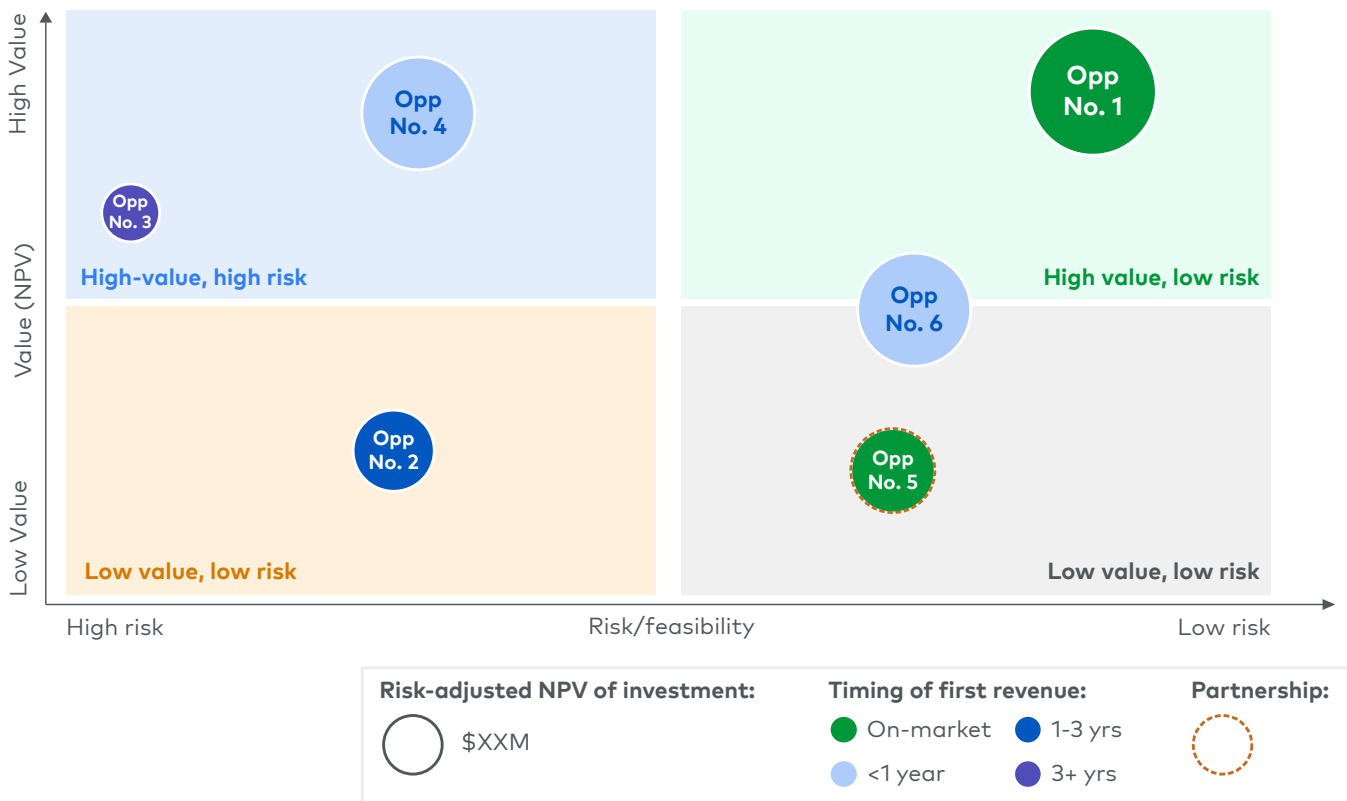 High Value
Value (NPV)
Low Value
Opp
No. 4
Opp
No. 3
High-value, high risk
Opp
No. 1
High value, low risk
Opp
No. 6
Opp
No. 2
Low value, low risk
Opp
No. 5
Low value, low risk
High risk
Risk/feasibility
Low risk
Risk-adjusted NPV of investment:
$XXM
Timing of first revenue:
On-market
1-3 yrs
<1 year
3+ yrs
Partnership: